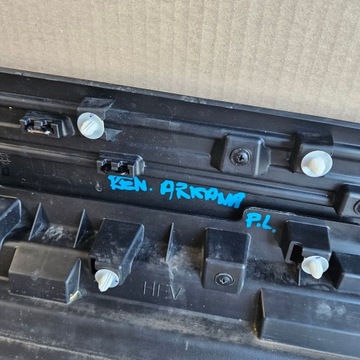 REN. ARKANA
P.L.
HEV